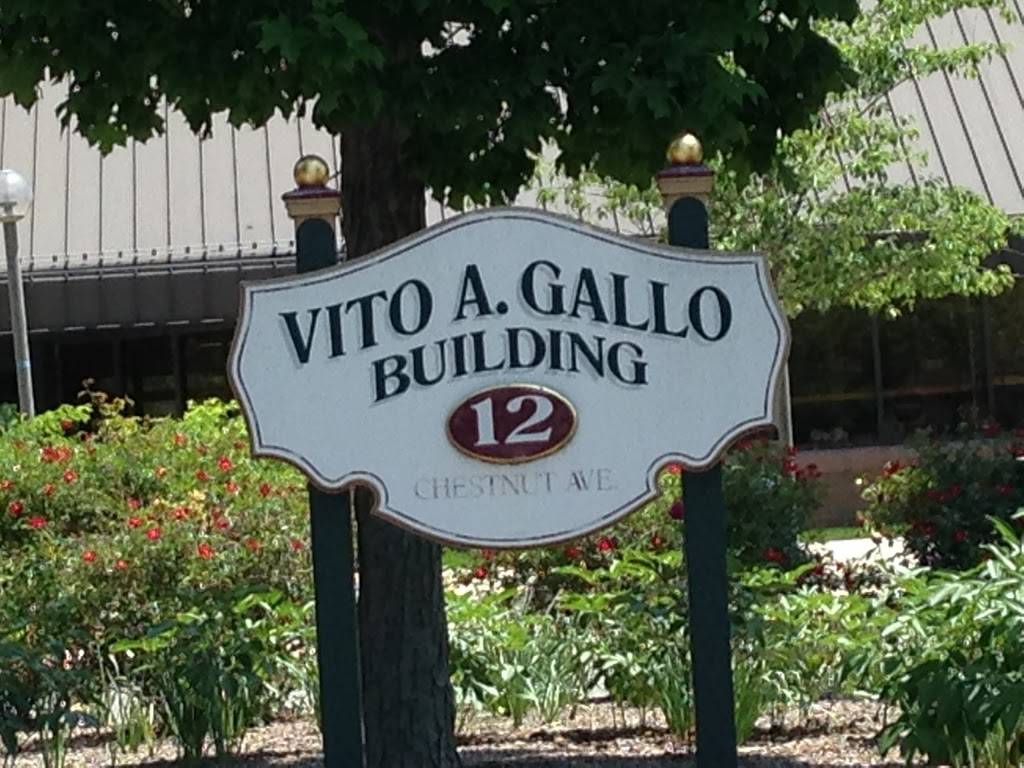 VITO A. GALLO
BUILDING
12
CHESTNUT AVE.